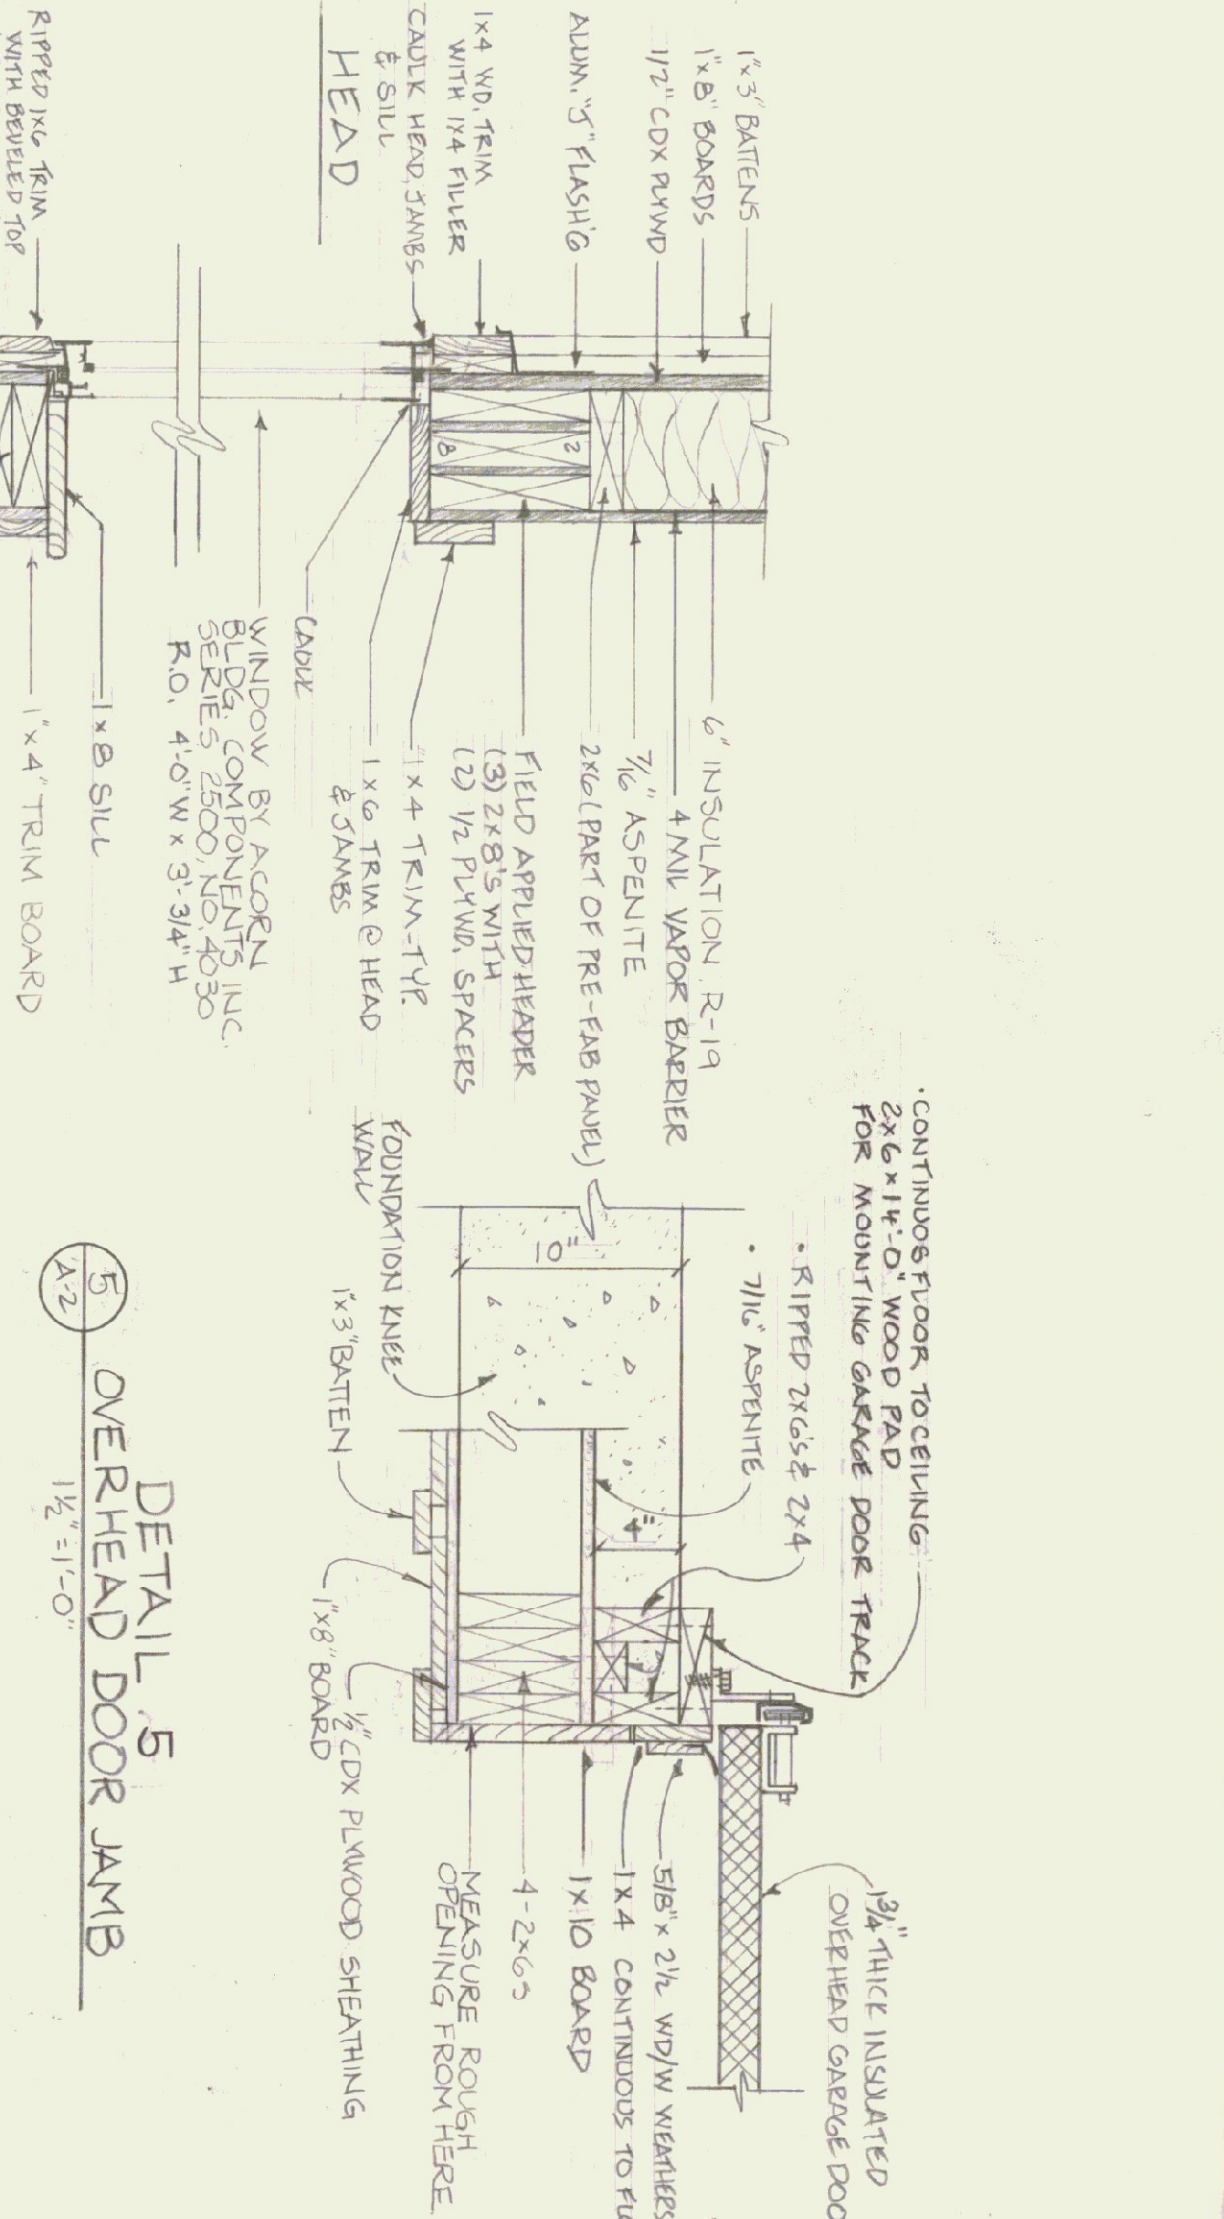 1"x3" BATTENS
1"x8" BOARDS
1/2" CDX PLYWD
ALUM. "J" FLASH'G
1x4 WD. TRIM
WITH 1x4 FILLER
CAULK HEAD, JAMBS
& SILL
HEAD
RIPPED 1x6 TRIM
WITH BEVELED TOP
2
8
6" INSULATION, R-19
4 MIL VAPOR BARRIER
7/16" ASPENITE
2x6 (PART OF PRE-FAB PANEL)
FIELD APPLIED HEADER
(3) 2x8'S WITH
(2) 1/2 PLYWD. SPACERS
1x4 TRIM-TYP.
1x6 TRIM @ HEAD
& JAMBS
CAULK
WINDOW BY ACORN
BLDG. COMPONENTS INC.
SERIES 2500, NO. 4030
R.O. 4'-0" W x 3'-3/4" H
1x8 SILL
1"x4" TRIM BOARD
• CONTINUOS FLOOR TO CEILING
2x6x14'-0" WOOD PAD
FOR MOUNTING GARAGE DOOR TRACK
• RIPPED 2x6'S & 2x4
• 7/16" ASPENITE
10"
4"
FOUNDATION KNEE
WALL
1"x3" BATTEN
1"x8" BOARD
1/2" CDX PLYWOOD SHEATHING
1 3/4" THICK INSULATED
OVERHEAD GARAGE DOO
5/8" x 2 1/2 WD/W WEATHERS
1x4 CONTINUOUS TO FL
1x10 BOARD
4-2x6s
MEASURE ROUGH
OPENING FROM HERE
DETAIL 5
5
A-2
OVERHEAD DOOR JAMB
1 1/2" = 1'-0"